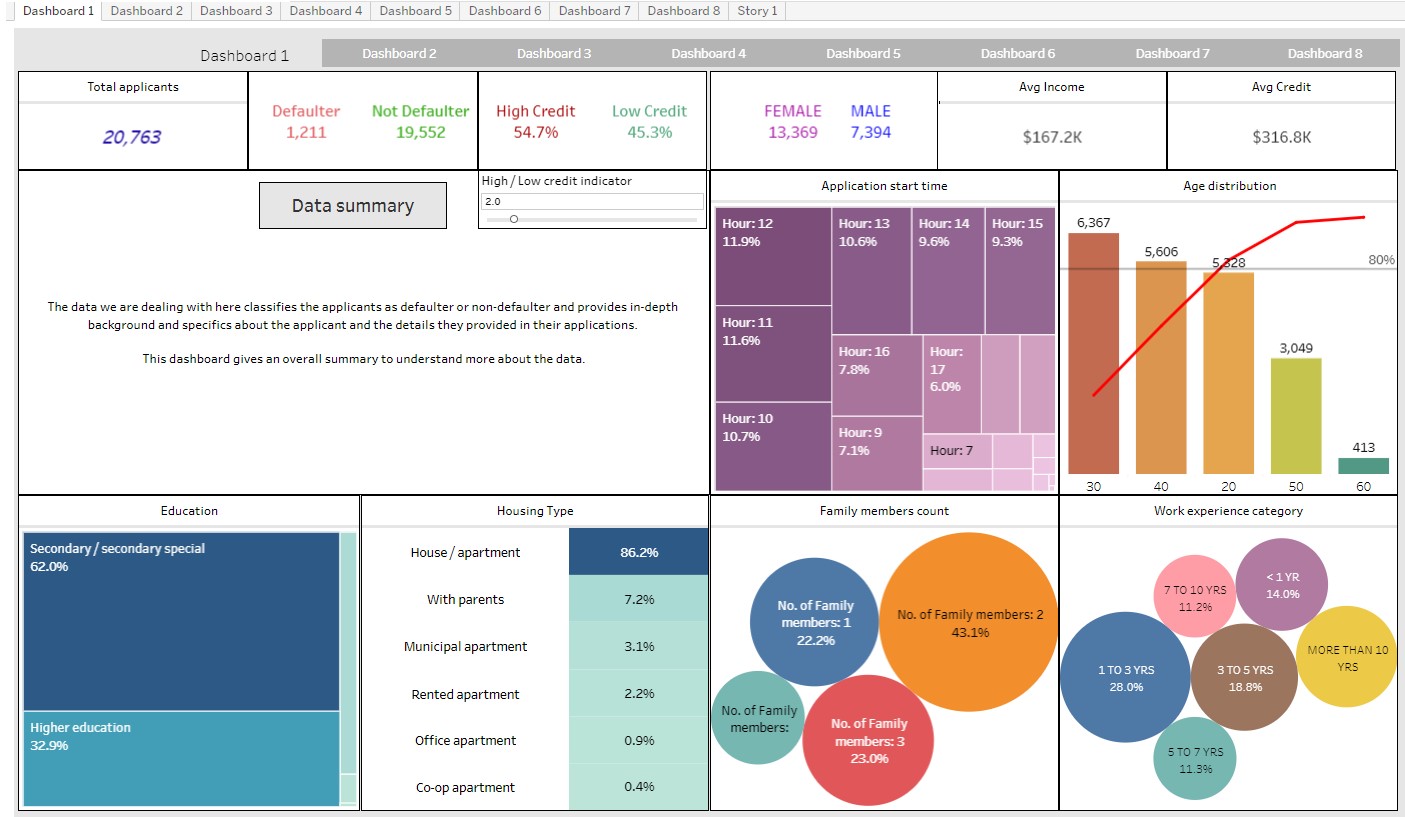 Dashboard 1
Dashboard 2
Dashboard 3
Dashboard 4
Dashboard 5
Dashboard 6
Dashboard 7
Dashboard 8
Story 1
Dashboard 1
Dashboard 2
Dashboard 3
Dashboard 4
Dashboard 5
Dashboard 6
Dashboard 7
Dashboard 8
Total applicants
20,763
Defaulter
1,211
Not Defaulter
19,552
High Credit
54.7%
Low Credit
45.3%
FEMALE
13,369
MALE
7,394
Avg Income
$167.2K
Avg Credit
$316.8K
Data summary
High / Low credit indicator
2.0
The data we are dealing with here classifies the applicants as defaulter or non-defaulter and provides in-depth
background and specifics about the applicant and the details they provided in their applications.
This dashboard gives an overall summary to understand more about the data.
Application start time
Hour: 12
11.9%
Hour: 11
11.6%
Hour: 10
10.7%
Hour: 13
10.6%
Hour: 14
9.6%
Hour: 15
9.3%
Hour: 16
7.8%
Hour: 9
7.1%
Hour:
17
6.0%
Hour: 7
Age distribution
6,367
5,606
5,328
3,049
413
80%
30
40
20
50
60
Education
Secondary / secondary special
62.0%
Higher education
32.9%
Housing Type
House / apartment
86.2%
With parents
7.2%
Municipal apartment
3.1%
Rented apartment
2.2%
Office apartment
0.9%
Co-op apartment
0.4%
Family members count
No. of Family
members: 1
22.2%
No. of Family members: 2
43.1%
No. of Family
members:
No. of Family
members: 3
23.0%
Work experience category
7 TO 10 YRS
11.2%
< 1 YR
14.0%
1 TO 3 YRS
28.0%
3 TO 5 YRS
18.8%
MORE THAN 10
YRS
5 TO 7 YRS
11.3%